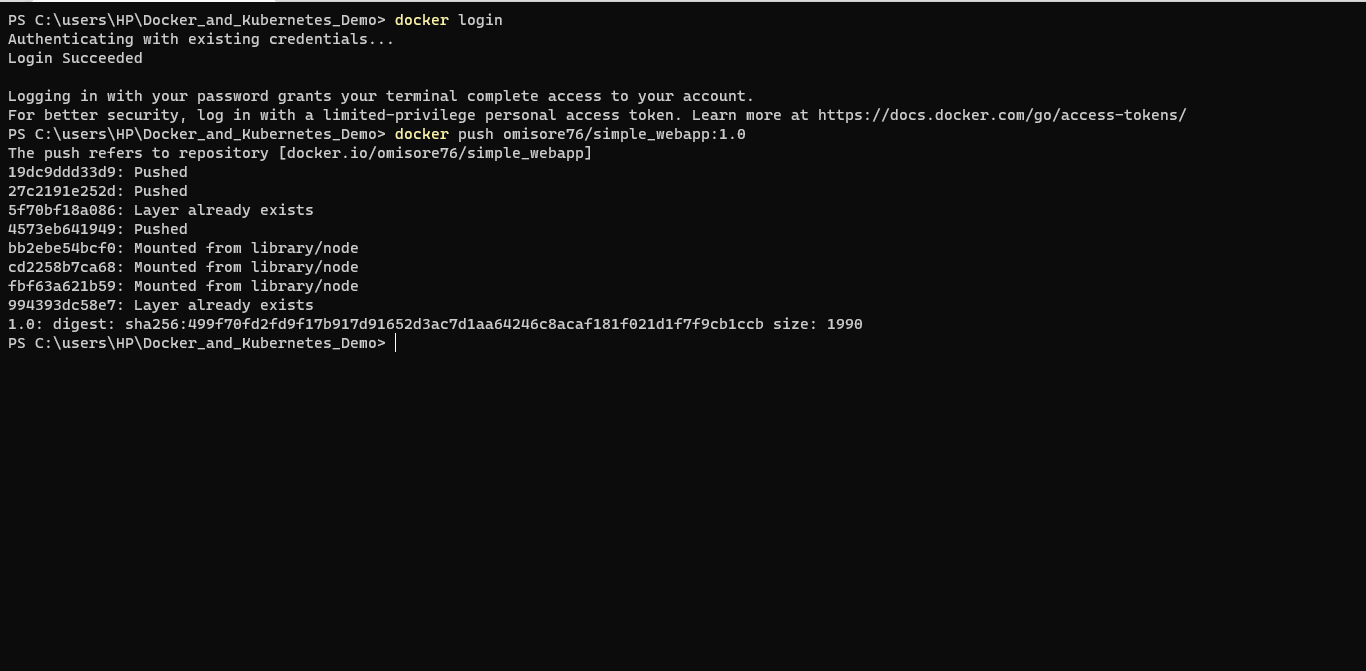 PS C:\users\HP\Docker_and_Kubernetes_Demo> docker login
Authenticating with existing credentials...
Login Succeeded
Logging in with your password grants your terminal complete access to your account.
For better security, log in with a limited-privilege personal access token. Learn more at https://docs.docker.com/go/access-tokens/
PS C:\users\HP\Docker_and_Kubernetes_Demo> docker push omisore76/simple_webapp:1.0
The push refers to repository [docker.io/omisore76/simple_webapp]
19dc9ddd33d9: Pushed
27c2191e252d: Pushed
5f70bf18a086: Layer already exists
4573eb641949: Pushed
bb2ebe54bcf0: Mounted from library/node
cd2258b7ca68: Mounted from library/node
fbf63a621b59: Mounted from library/node
994393dc58e7: Layer already exists
1.0: digest: sha256:499f70fd2fd9f17b917d91652d3ac7d1aa64246c8acaf181f021d1f7f9cb1ccb size: 1990
PS C:\users\HP\Docker_and_Kubernetes_Demo>